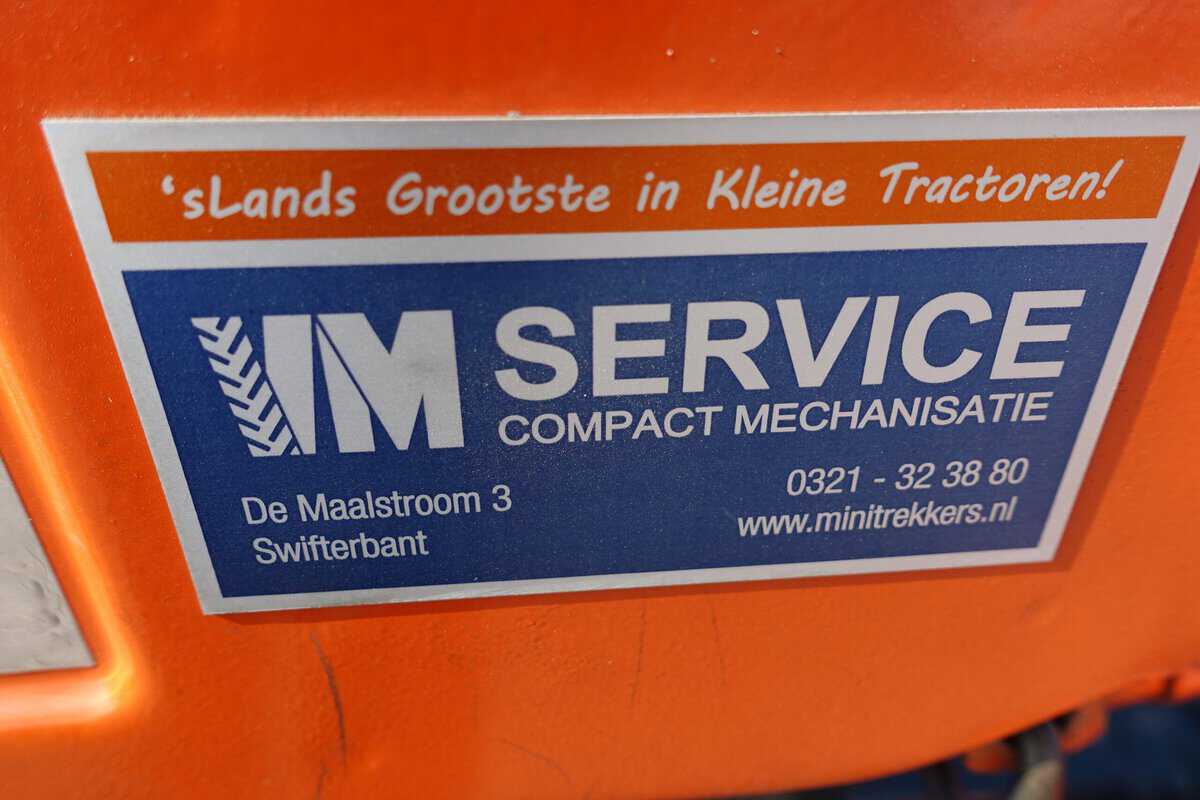 ‘sLands Grootste in Kleine Tractoren!
VM SERVICE
COMPACT MECHANISATIE
De Maalstroom 3
Swifterbant
0321 - 32 38 80
www.minitrekkers.nl